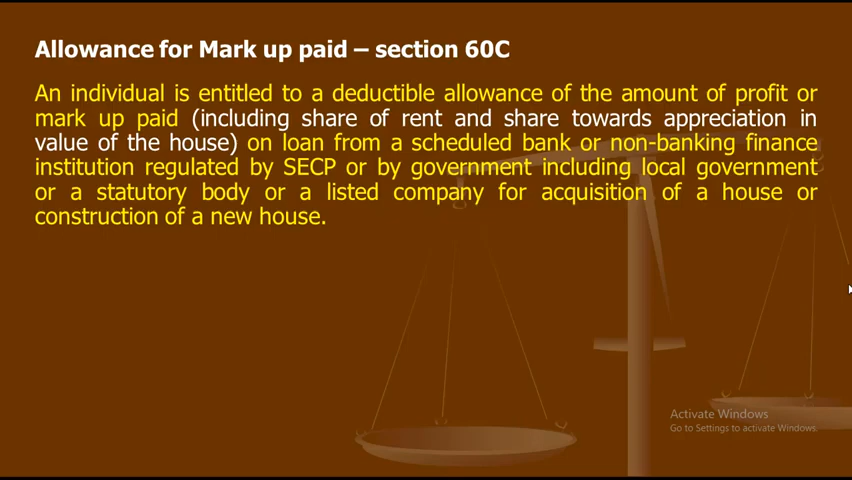 Allowance for Mark up paid – section 60C
An individual is entitled to a deductible allowance of the amount of profit or
mark up paid (including share of rent and share towards appreciation in
value of the house) on loan from a scheduled bank or non-banking finance
institution regulated by SECP or by government including local government
or a statutory body or a listed company for acquisition of a house or
construction of a new house.
Activate Windows
Go to Settings to activate Windows.